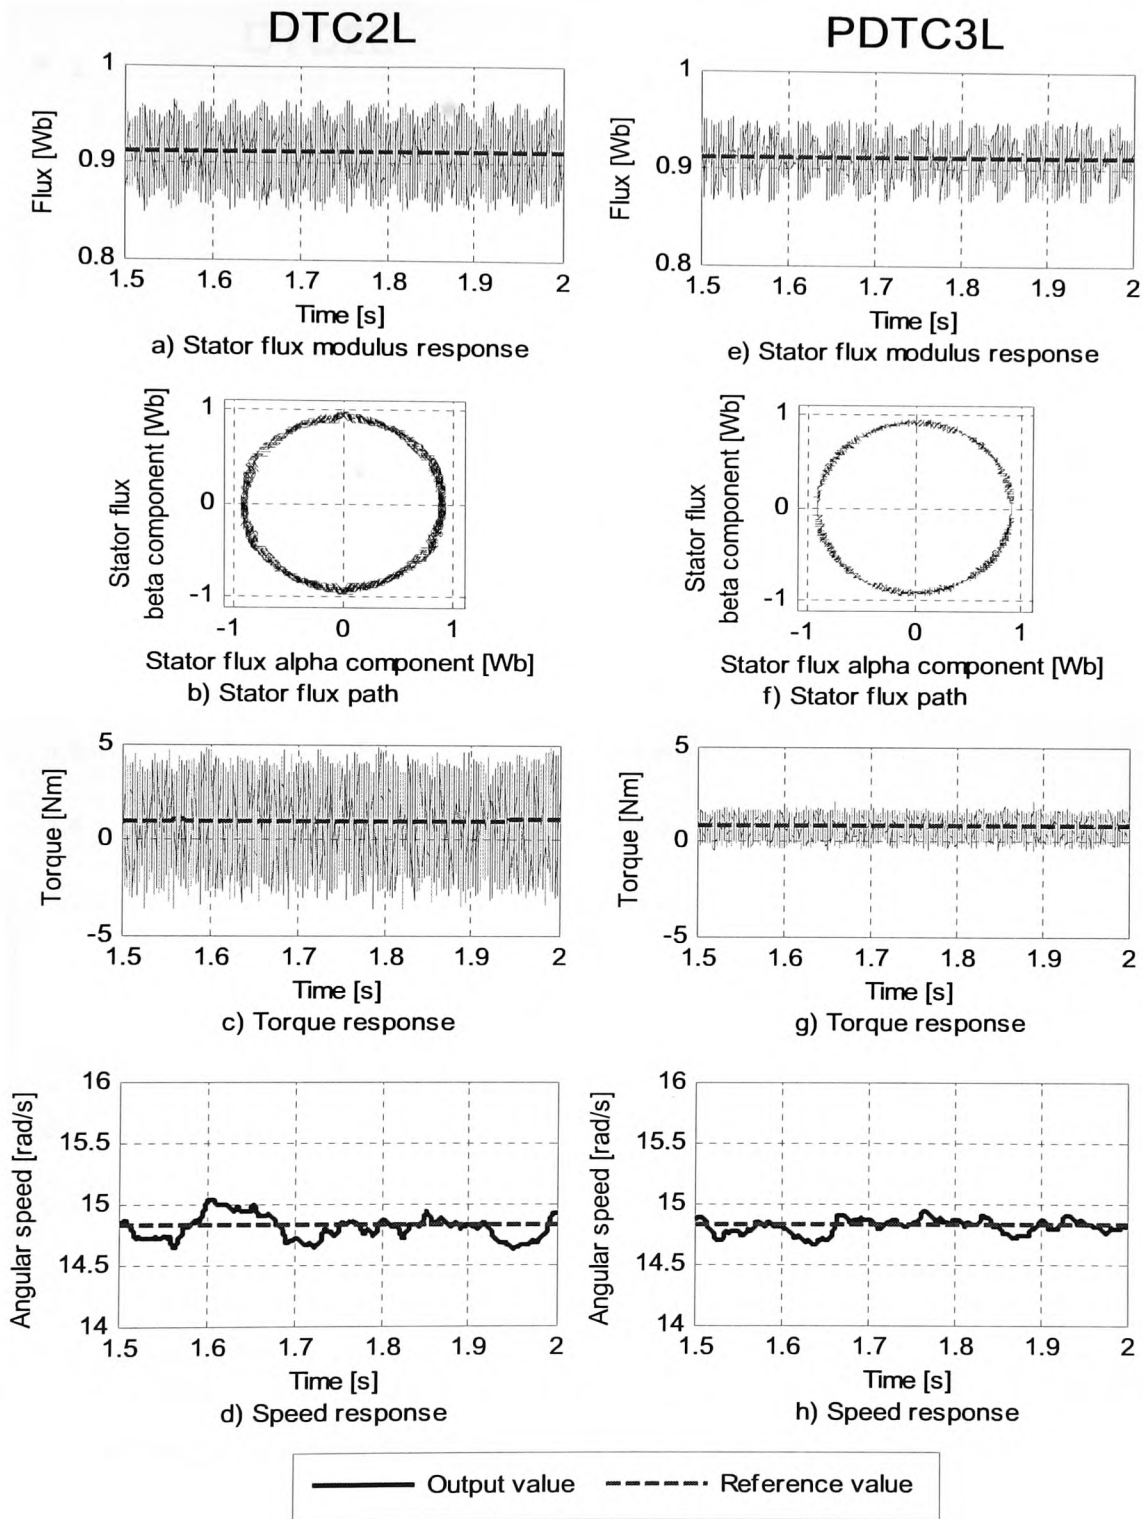 DTC2L
1
Flux [Wb]
0.9
0.8
1.5 1.6 1.7 1.8 1.9 2
Time [s]
a) Stator flux modulus response
Stator flux
beta component [Wb]
1
0
-1
-1 0 1
Stator flux alpha component [Wb]
b) Stator flux path
5
Torque [Nm]
0
-5
1.5 1.6 1.7 1.8 1.9 2
Time [s]
c) Torque response
16
Angular speed [rad/s]
15.5
15
14.5
14
1.5 1.6 1.7 1.8 1.9 2
Time [s]
d) Speed response
PDTC3L
1
Flux [Wb]
0.9
0.8
1.5 1.6 1.7 1.8 1.9 2
Time [s]
e) Stator flux modulus response
Stator flux
beta component [Wb]
1
0
-1
-1 0 1
Stator flux alpha component [Wb]
f) Stator flux path
5
Torque [Nm]
0
-5
1.5 1.6 1.7 1.8 1.9 2
Time [s]
g) Torque response
16
Angular speed [rad/s]
15.5
15
14.5
14
1.5 1.6 1.7 1.8 1.9 2
Time [s]
h) Speed response
Output value
Reference value